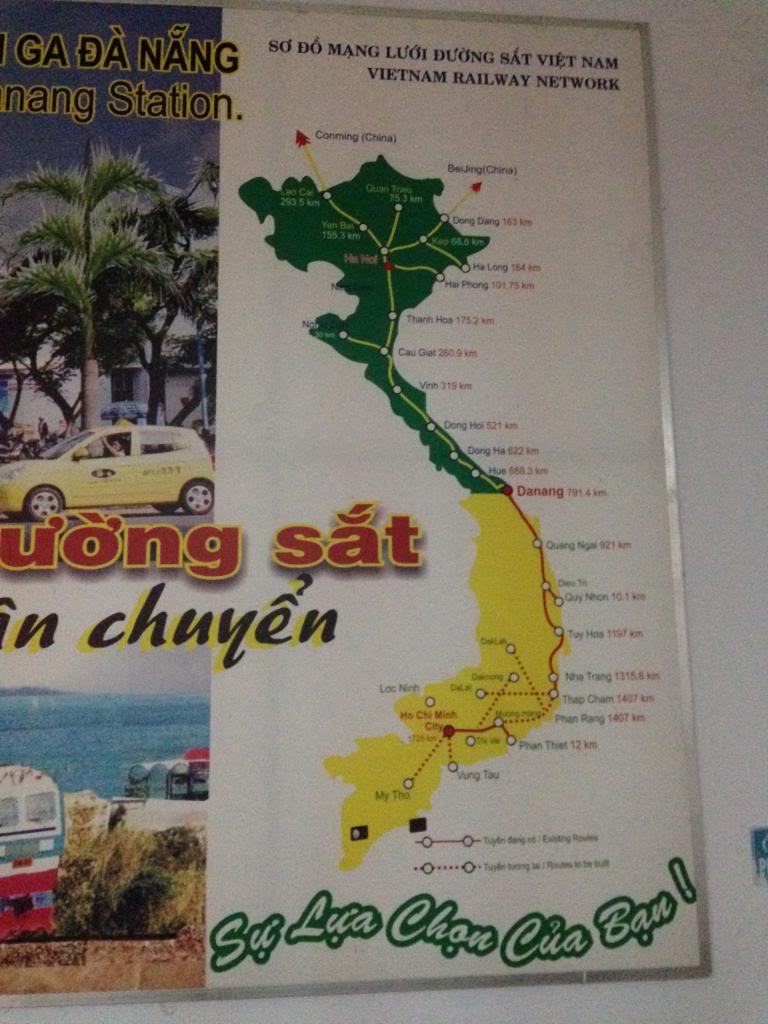 GA ĐÀ NẴNG
Station.
SƠ ĐỒ MẠNG LƯỚI ĐƯỜNG SẮT VIỆT NAM
VIETNAM RAILWAY NETWORK
Conming (China)
BeiJing(China)
Lao Cai
293.5 km
Quan Trieu
75.3 km
Yen Bai
155.3 km
Dong Dang 163 km
Kep 68.6 km
Ha Noi
Ha Long 164 km
Hai Phong 101.75 km
Thanh Hoa 175.2 km
Cau Giat 260.9 km
Vinh 319 km
Dong Hoi 521 km
Dong Ha 622 km
Hue 688.3 km
Danang 791.4 km
ường sắt
Quang Ngai 921 km
Dieu Tri
Quy Nhon 10.1 km
chuyển
Tuy Hoa 1197 km
DakLak
Nha Trang 1315.6 km
Daknong
DaLat
Loc Ninh
Thap Cham 1407 km
Ho Chi Minh
City
Muong man
Phan Rang 1407 km
Thi Vai
Phan Thiet 12 km
Vung Tau
My Tho
Tuyến đang có / Existing Routes
Tuyến tương lai / Routes to be built
Sự Lựa Chọn Của Bạn !